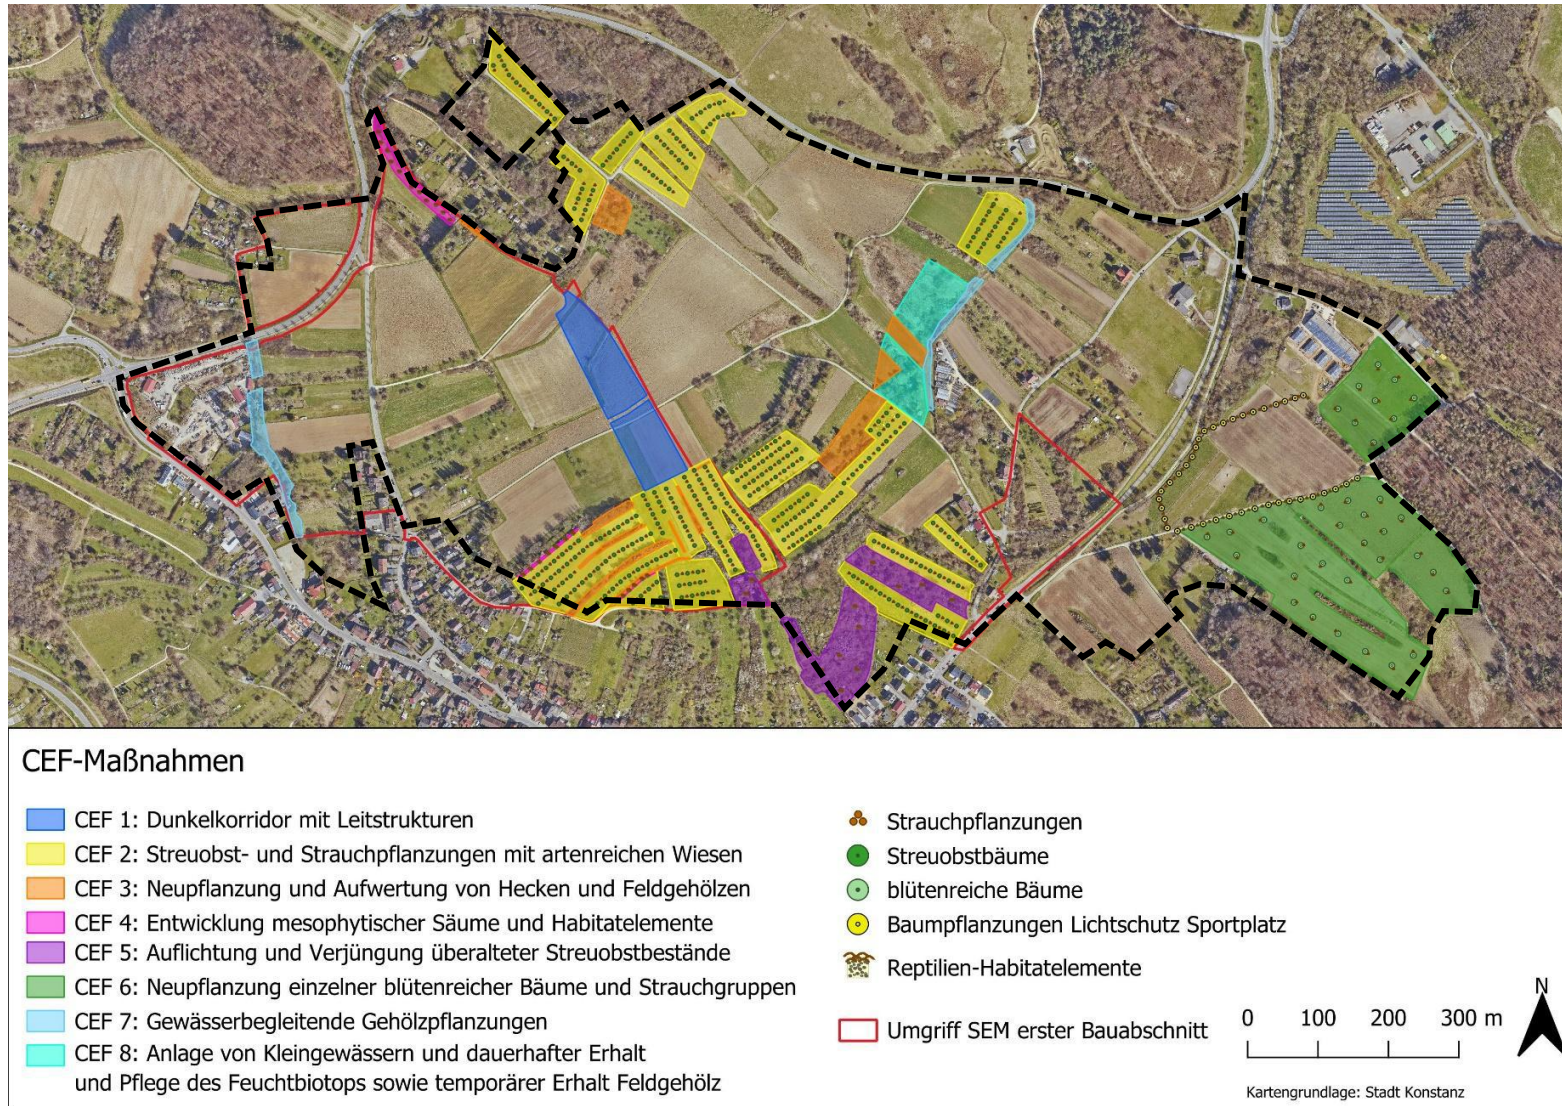 CEF-Maßnahmen
CEF 1: Dunkelkorridor mit Leitstrukturen
CEF 2: Streuobst- und Strauchpflanzungen mit artenreichen Wiesen
CEF 3: Neupflanzung und Aufwertung von Hecken und Feldgehölzen
CEF 4: Entwicklung mesophytischer Säume und Habitatelemente
CEF 5: Auflichtung und Verjüngung überalteter Streuobstbestände
CEF 6: Neupflanzung einzelner blütenreicher Bäume und Strauchgruppen
CEF 7: Gewässerbegleitende Gehölzpflanzungen
CEF 8: Anlage von Kleingewässern und dauerhafter Erhalt
und Pflege des Feuchtbiotops sowie temporärer Erhalt Feldgehölz
Strauchpflanzungen
Streuobstbäume
blütenreiche Bäume
Baumpflanzungen Lichtschutz Sportplatz
Reptilien-Habitatelemente
Umgriff SEM erster Bauabschnitt
0 100 200 300 m
N
Kartengrundlage: Stadt Konstanz